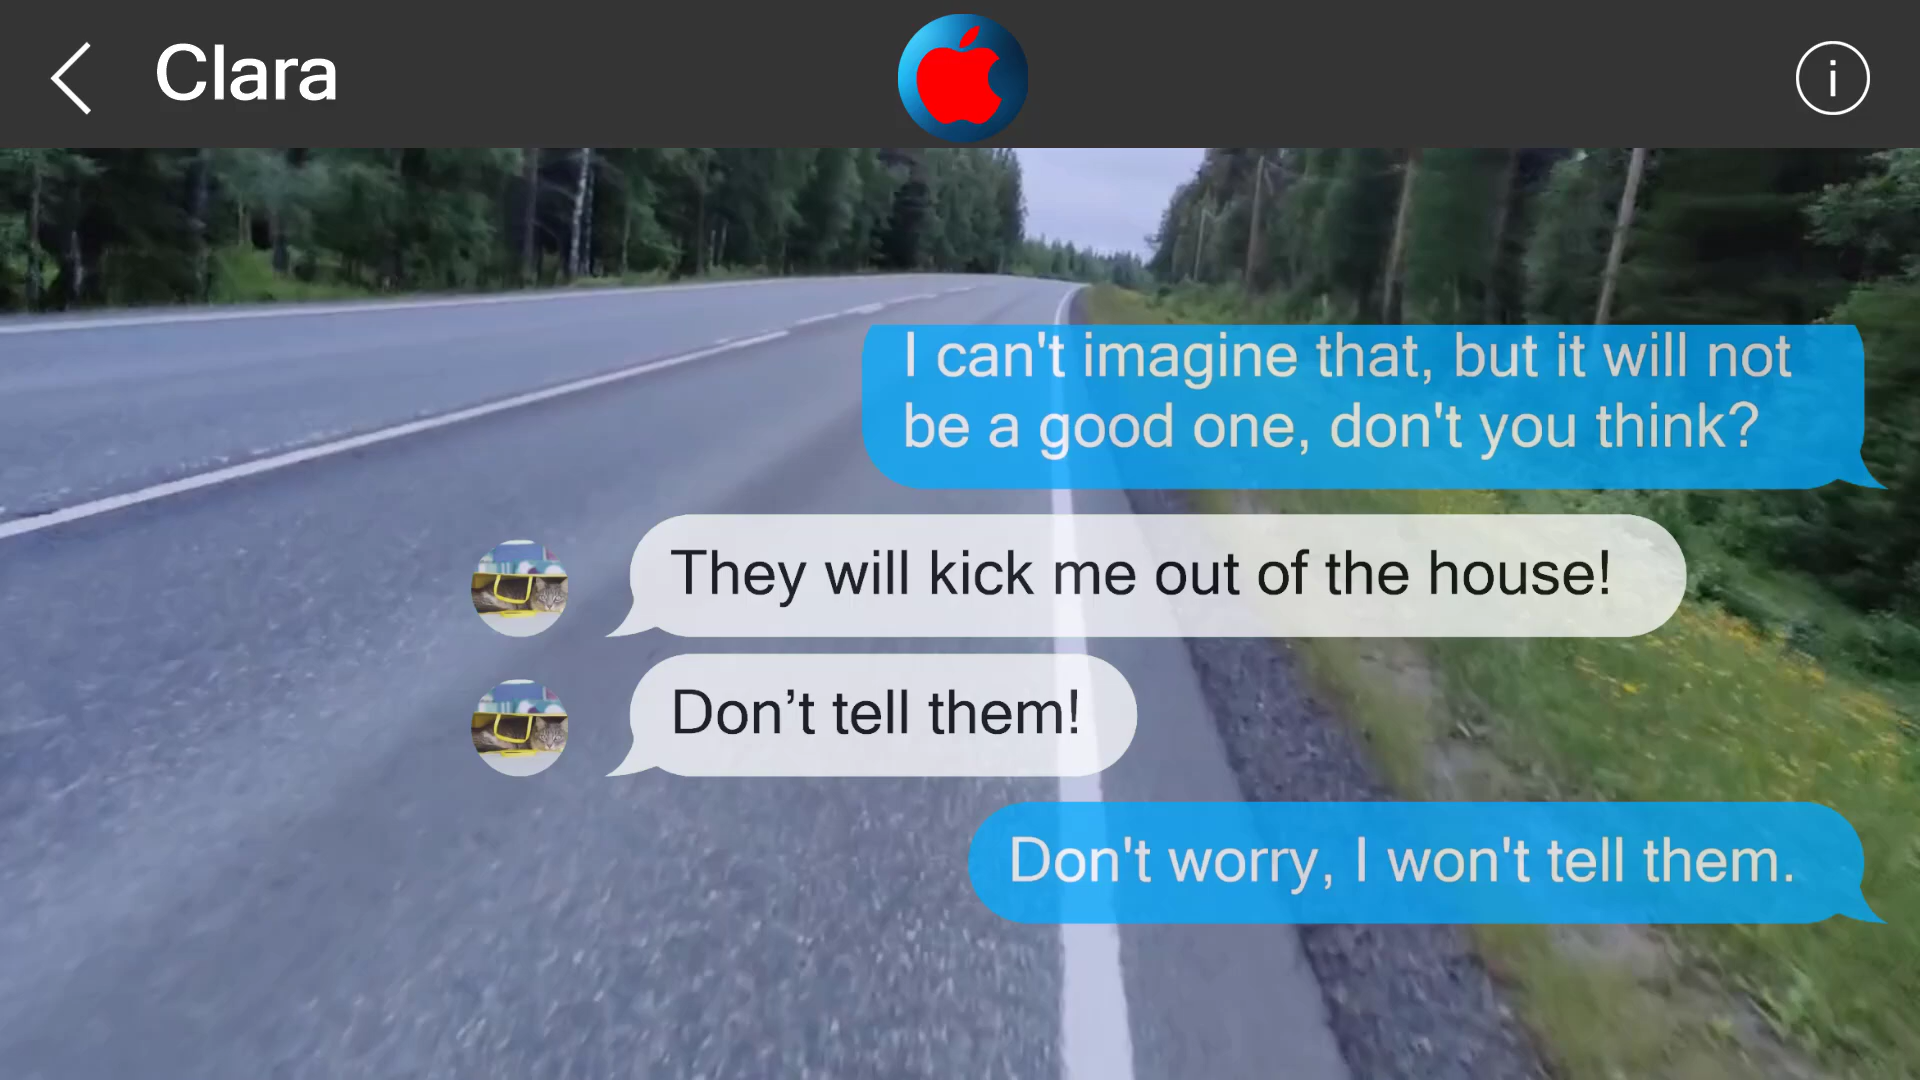 Clara
I can't imagine that, but it will not
be a good one, don't you think?
They will kick me out of the house!
Don’t tell them!
Don't worry, I won't tell them.